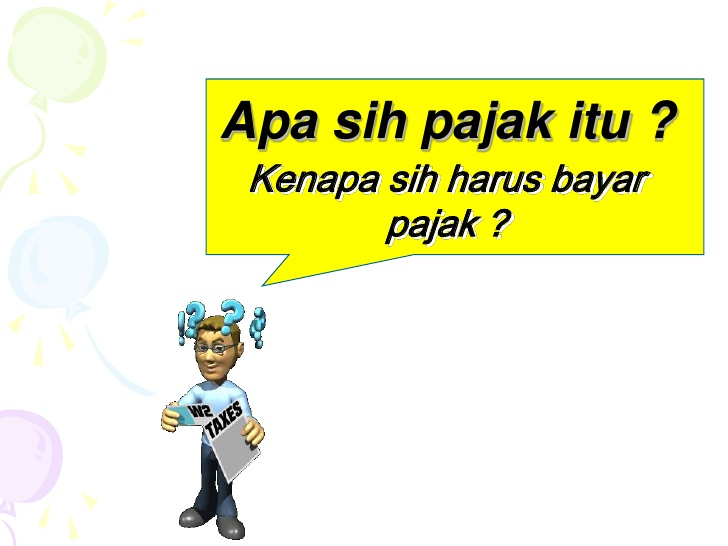 Apa sih pajak itu ?
Kenapa sih harus bayar
pajak ?
W2
TAXES